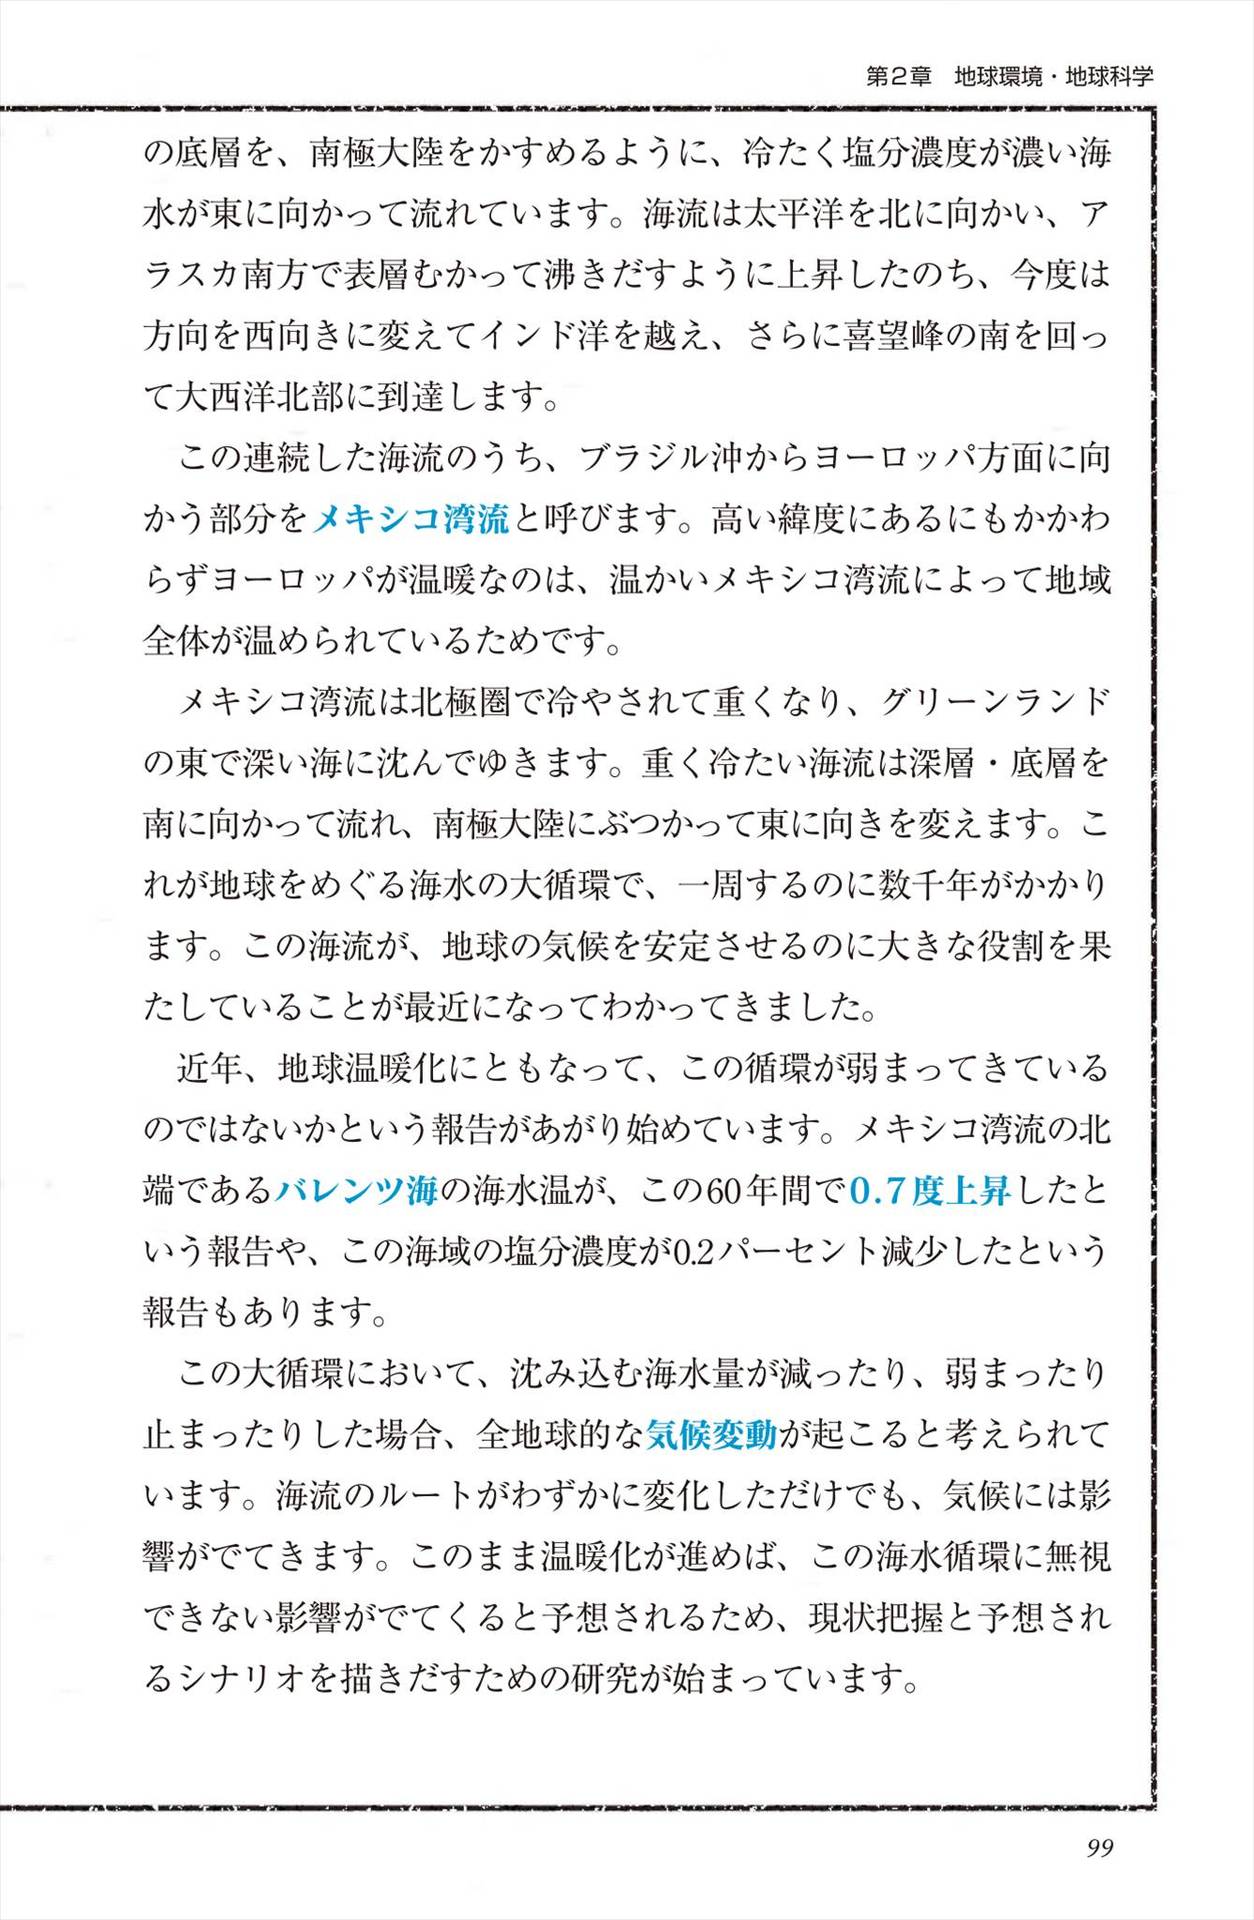 第2章　地球環境・地球科学
の底層を、南極大陸をかすめるように、冷たく塩分濃度が濃い海
水が東に向かって流れています。海流は太平洋を北に向かい、ア
ラスカ南方で表層むかって沸きだすように上昇したのち、今度は
方向を西向きに変えてインド洋を越え、さらに喜望峰の南を回っ
て大西洋北部に到達します。
　この連続した海流のうち、ブラジル沖からヨーロッパ方面に向
かう部分をメキシコ湾流と呼びます。高い緯度にあるにもかかわ
らずヨーロッパが温暖なのは、温かいメキシコ湾流によって地域
全体が温められているためです。
　メキシコ湾流は北極圏で冷やされて重くなり、グリーンランド
の東で深い海に沈んでゆきます。重く冷たい海流は深層・底層を
南に向かって流れ、南極大陸にぶつかって東に向きを変えます。こ
れが地球をめぐる海水の大循環で、一周するのに数千年がかかり
ます。この海流が、地球の気候を安定させるのに大きな役割を果
たしていることが最近になってわかってきました。
　近年、地球温暖化にともなって、この循環が弱まってきている
のではないかという報告があがり始めています。メキシコ湾流の北
端であるバレンツ海の海水温が、この60年間で0.7度上昇したと
いう報告や、この海域の塩分濃度が0.2パーセント減少したという
報告もあります。
　この大循環において、沈み込む海水量が減ったり、弱まったり
止まったりした場合、全地球的な気候変動が起こると考えられて
います。海流のルートがわずかに変化しただけでも、気候には影
響がでてきます。このまま温暖化が進めば、この海水循環に無視
できない影響がでてくると予想されるため、現状把握と予想され
るシナリオを描きだすための研究が始まっています。
99